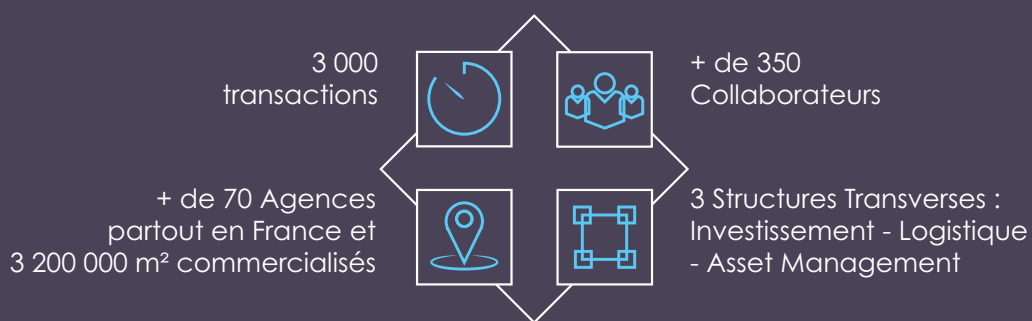 3 000
transactions
+ de 350
Collaborateurs
+ de 70 Agences
partout en France et
3 200 000 m² commercialisés
3 Structures Transverses :
Investissement - Logistique
- Asset Management